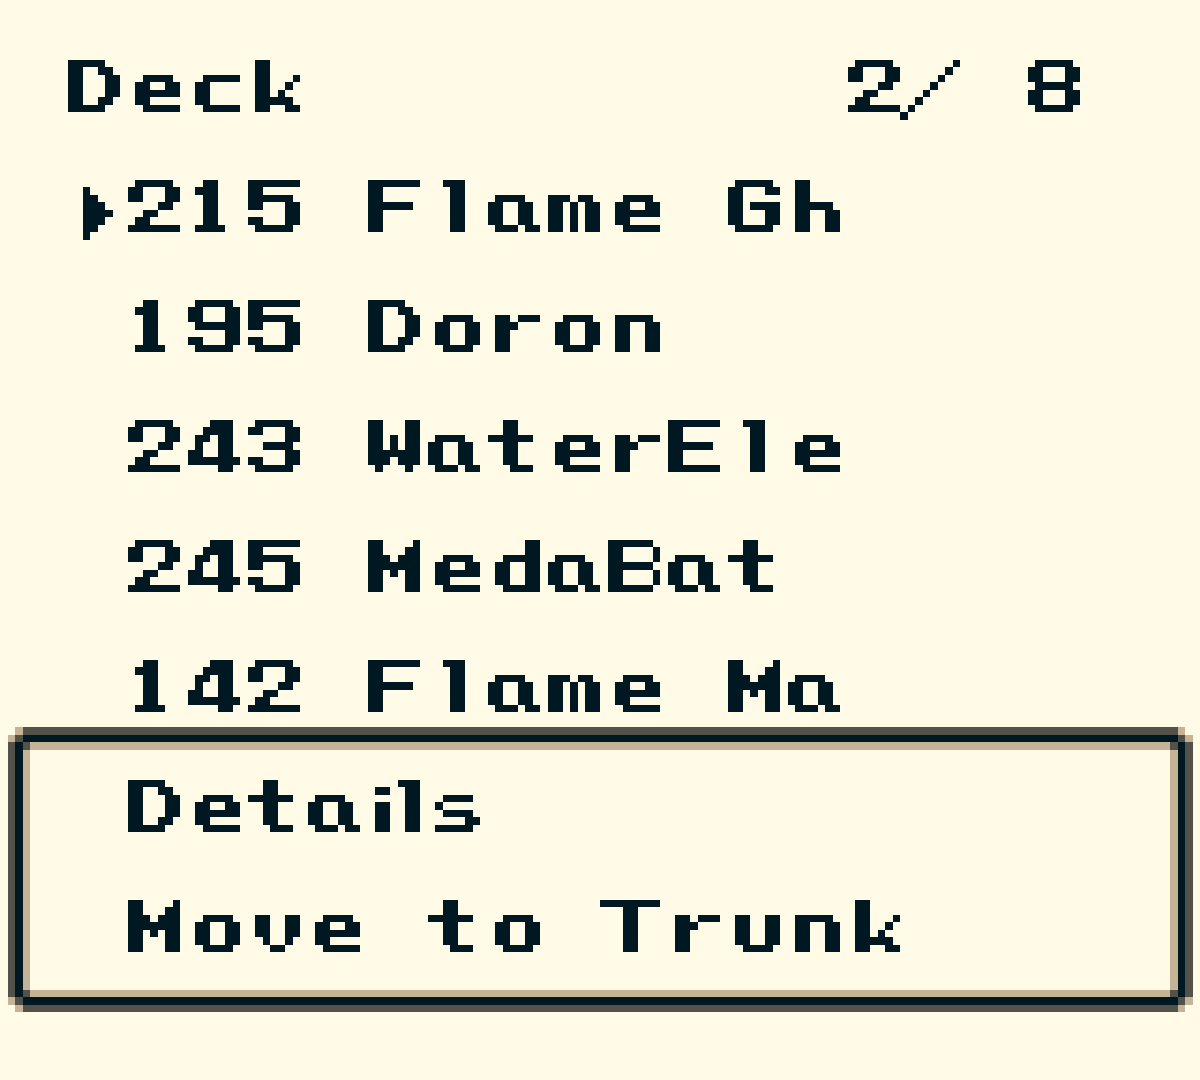 Deck 2/ 8
▶215 Flame Gh
195 Doron
243 WaterEle
245 MedaBat
142 Flame Ma
Details
Move to Trunk